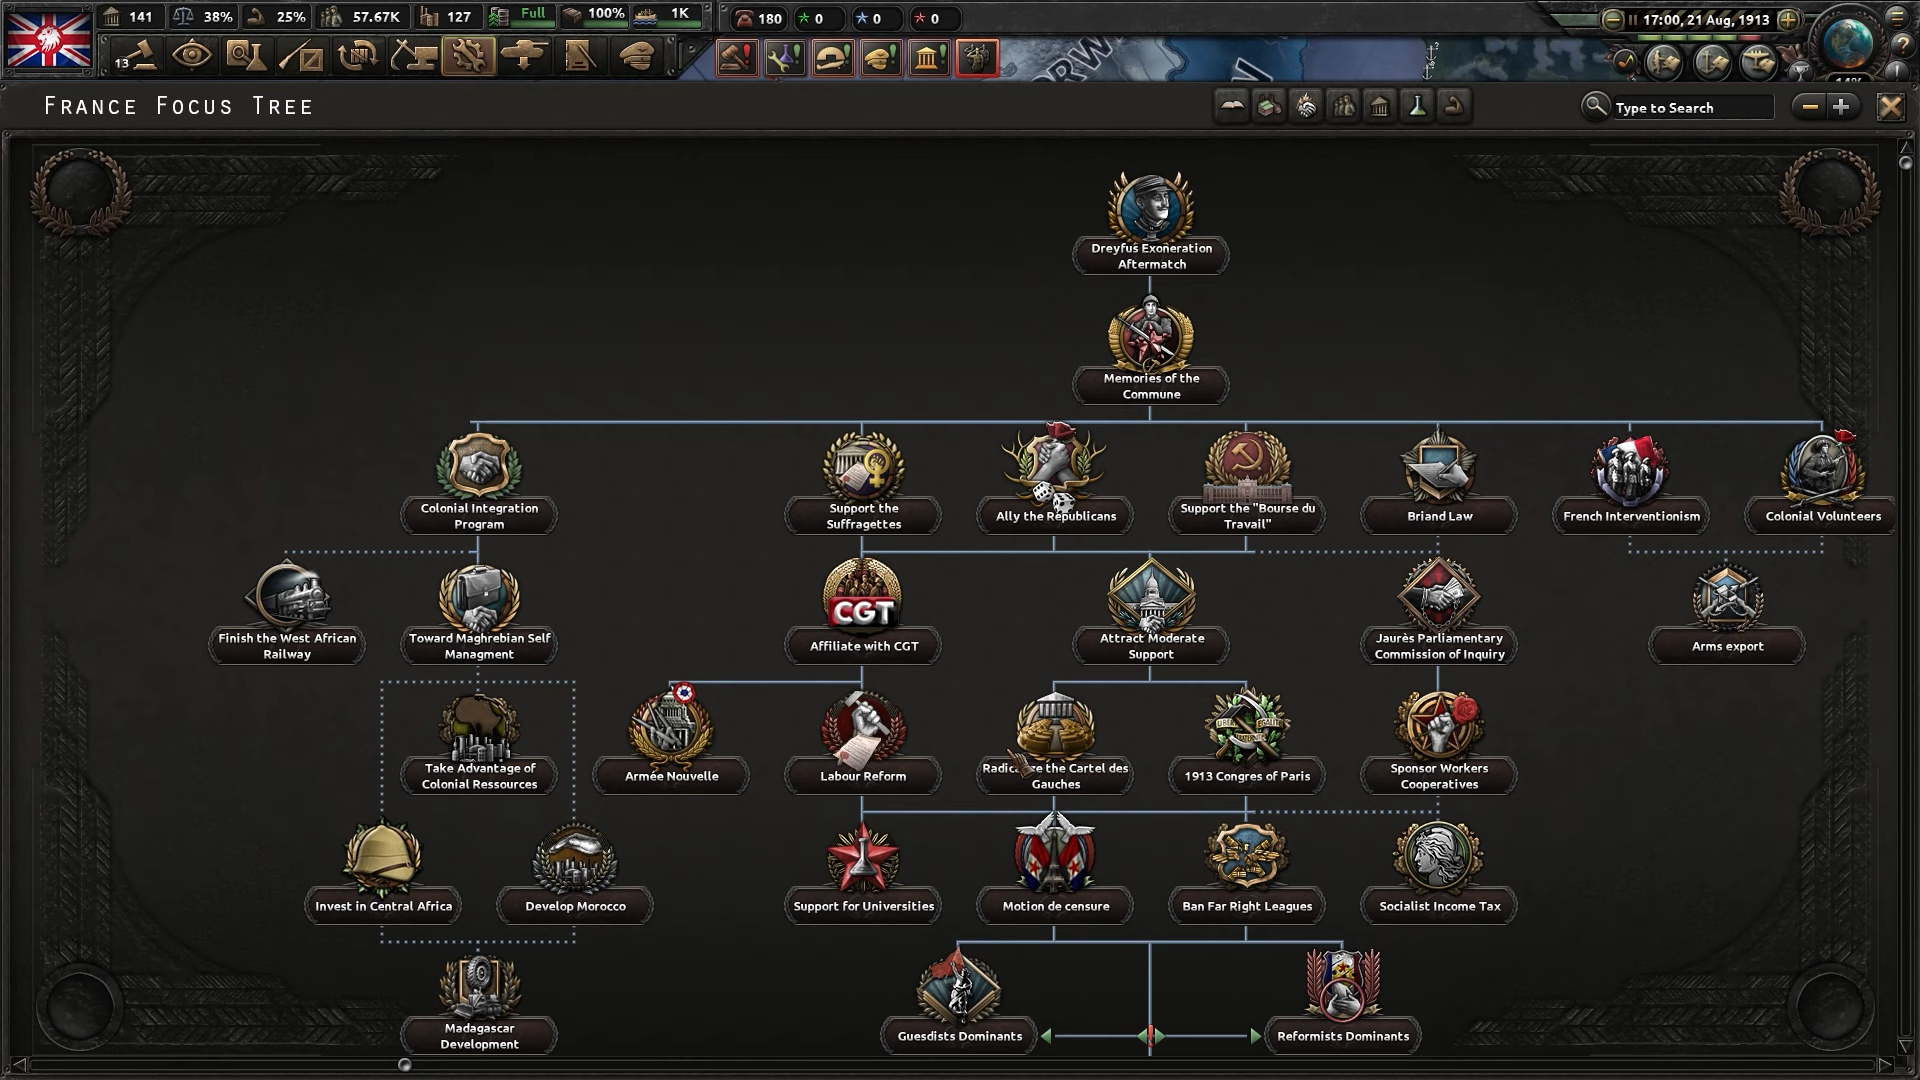 141
38%
25%
57.67K
127
Full
100%
1K
180
0
0
0
17:00, 21 Aug, 1913
13
FRANCE FOCUS TREE
Type to Search
Dreyfus Exoneration
Aftermatch
Memories of the
Commune
Colonial Integration
Program
Support the
Suffragettes
Ally the Republicans
Support the "Bourse du
Travail"
Briand Law
French Interventionism
Colonial Volunteers
Finish the West African
Railway
Toward Maghrebian Self
Managment
CGT
Affiliate with CGT
Attract Moderate
Support
Jaurès Parliamentary
Commission of Inquiry
Arms export
Take Advantage of
Colonial Ressources
Armée Nouvelle
Labour Reform
the Cartel des
Gauches
1913 Congres of Paris
Sponsor Workers
Cooperatives
Invest in Central Africa
Develop Morocco
Support for Universities
Motion de censure
Ban Far Right Leagues
Socialist Income Tax
Madagascar
Development
Guesdists Dominants
Reformists Dominants